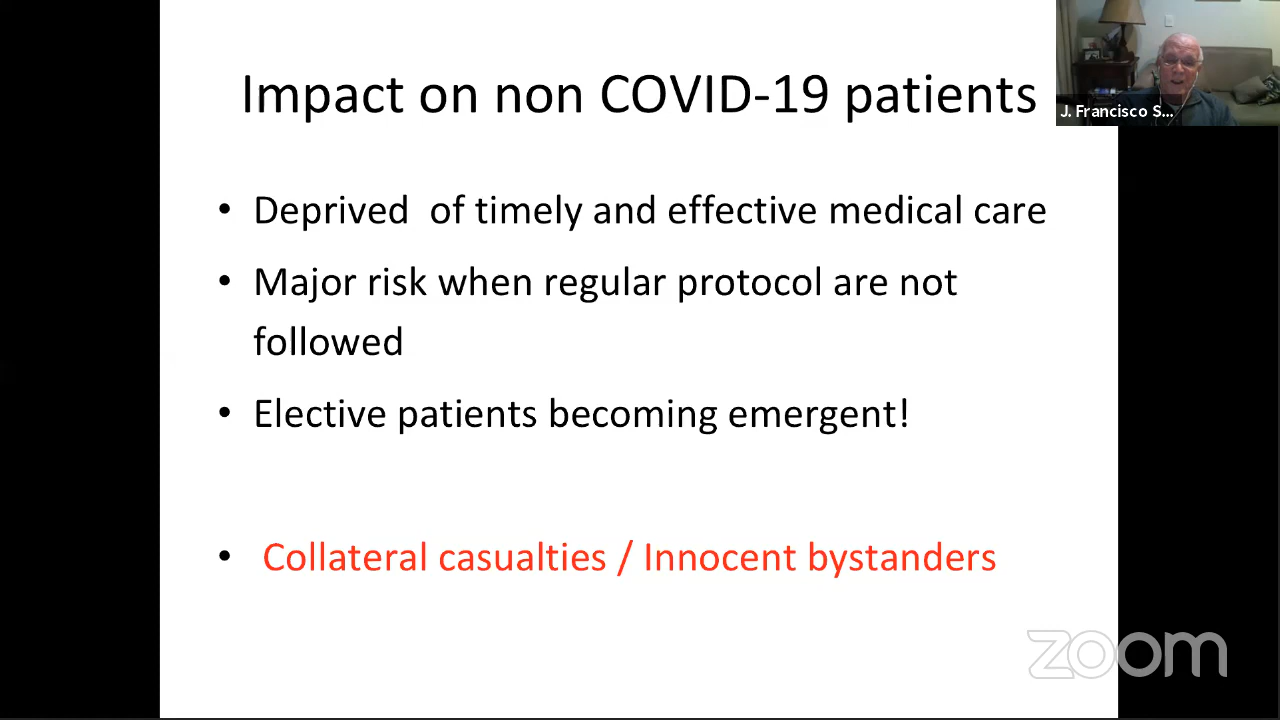 Impact on non COVID-19 patients
J. Francisco S...
• Deprived  of timely and effective medical care
• Major risk when regular protocol are not
followed
• Elective patients becoming emergent!
• Collateral casualties / Innocent bystanders
zoom